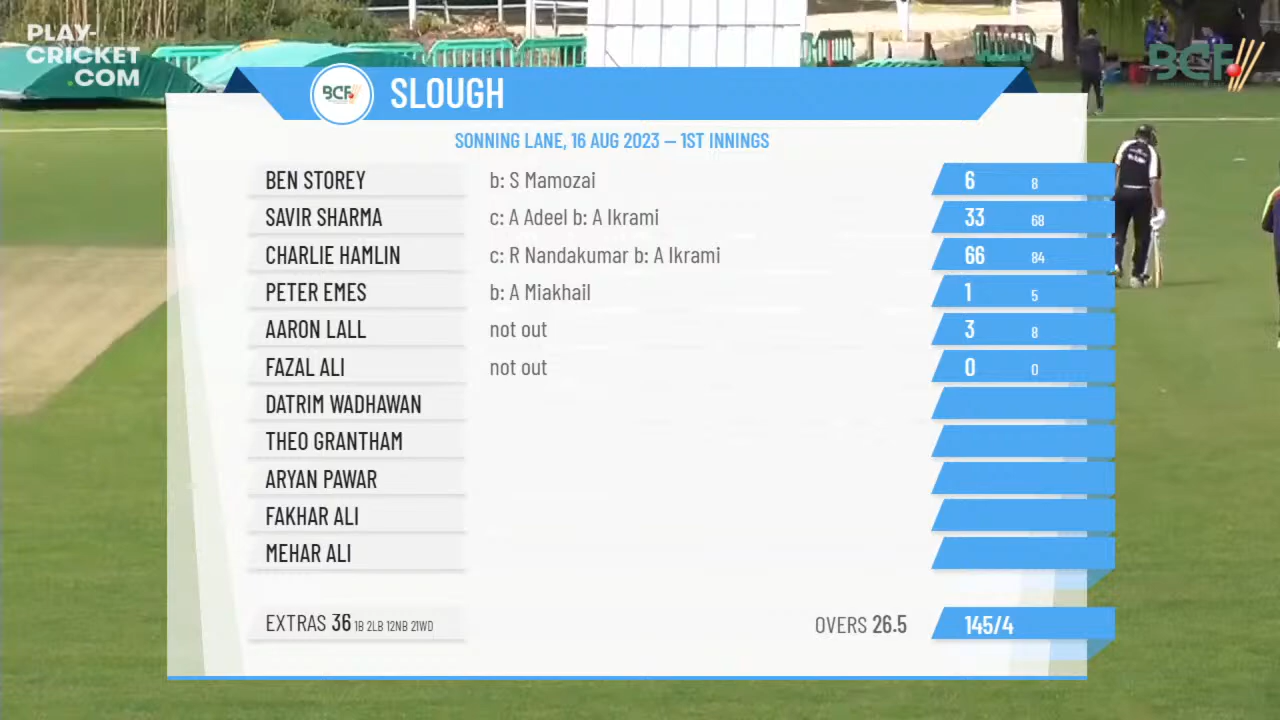 PLAY-
CRICKET
.COM
BCF
BCF SLOUGH
SONNING LANE, 16 AUG 2023 – 1ST INNINGS
BEN STOREY b: S Mamozai 6 8
SAVIR SHARMA c: A Adeel b: A Ikrami 33 68
CHARLIE HAMLIN c: R Nandakumar b: A Ikrami 66 84
PETER EMES b: A Miakhail 1 5
AARON LALL not out 3 8
FAZAL ALI not out 0 0
DATRIM WADHAWAN
THEO GRANTHAM
ARYAN PAWAR
FAKHAR ALI
MEHAR ALI
EXTRAS 36 1B 2LB 12NB 21WD OVERS 26.5 145/4